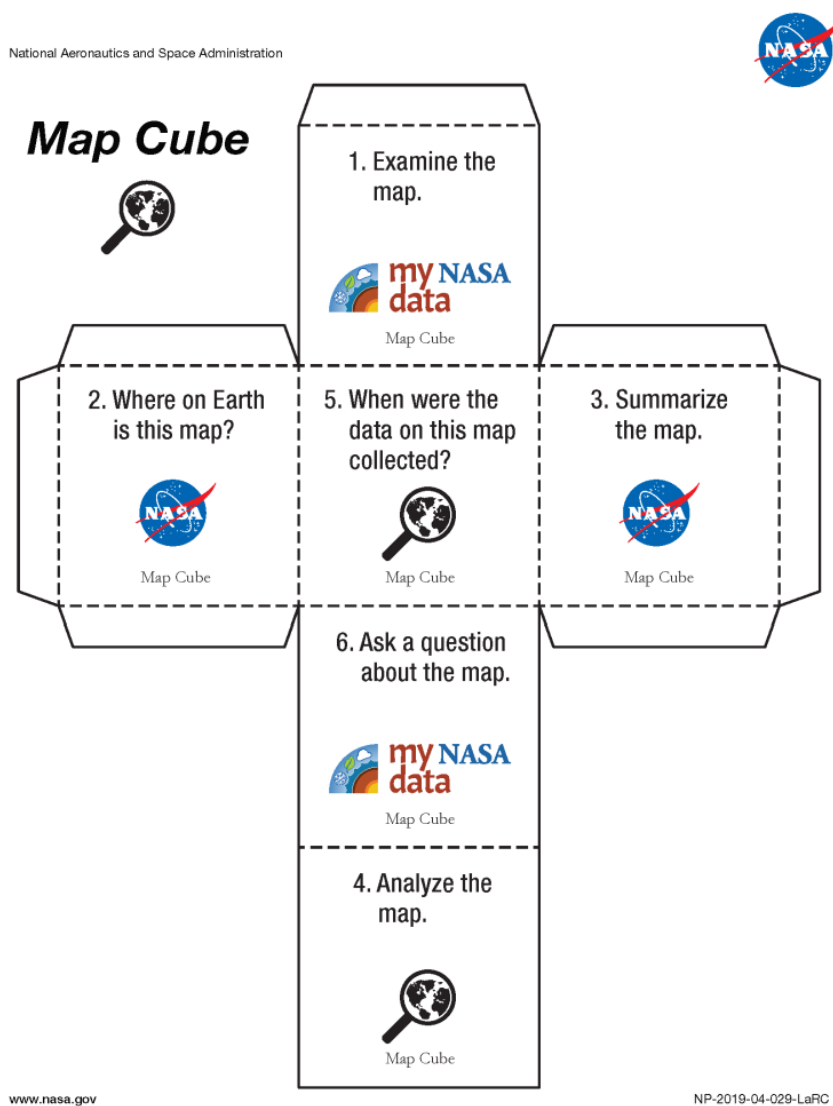 National Aeronautics and Space Administration
NASA
Map Cube
1. Examine the
map.
my NASA
data
Map Cube
2. Where on Earth
is this map?
NASA
Map Cube
5. When were the
data on this map
collected?
Map Cube
3. Summarize
the map.
NASA
Map Cube
6. Ask a question
about the map.
my NASA
data
Map Cube
4. Analyze the
map.
Map Cube
www.nasa.gov
NP-2019-04-029-LaRC